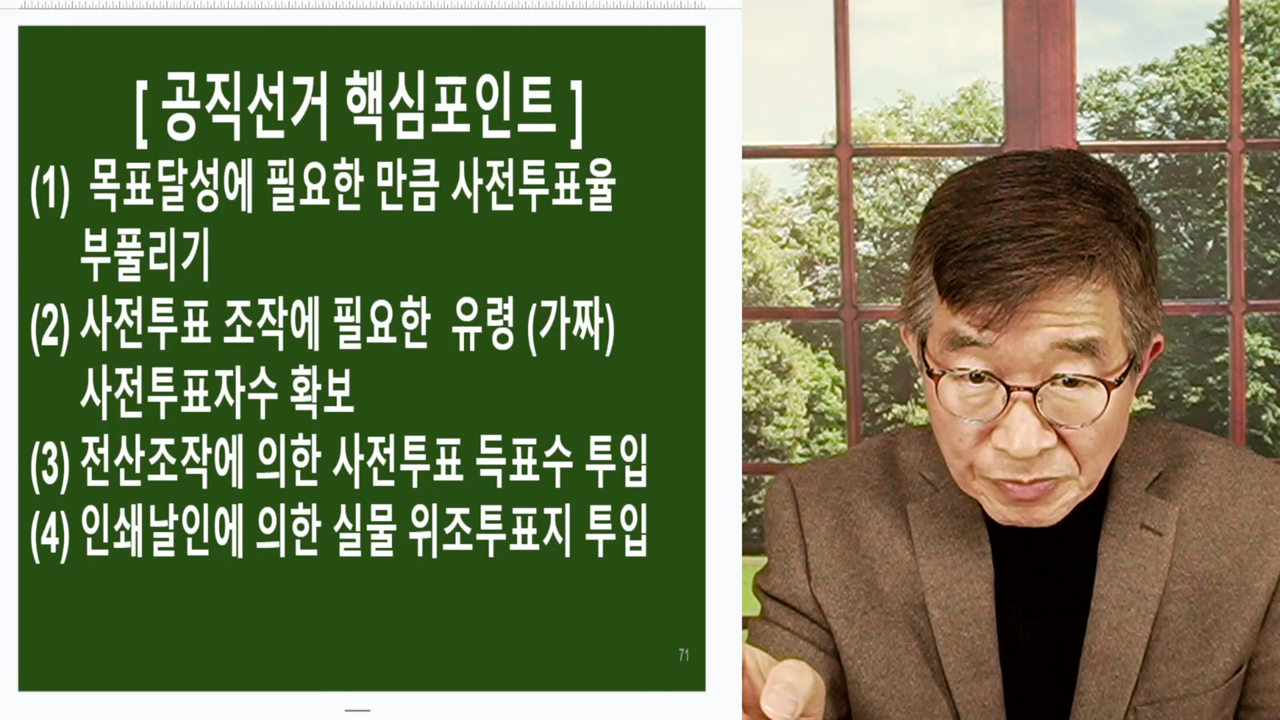 [ 공직선거 핵심포인트 ]
(1) 목표달성에 필요한 만큼 사전투표율
부풀리기
(2) 사전투표 조작에 필요한 유령 (가짜)
사전투표자수 확보
(3) 전산조작에 의한 사전투표 득표수 투입
(4) 인쇄날인에 의한 실물 위조투표지 투입
71